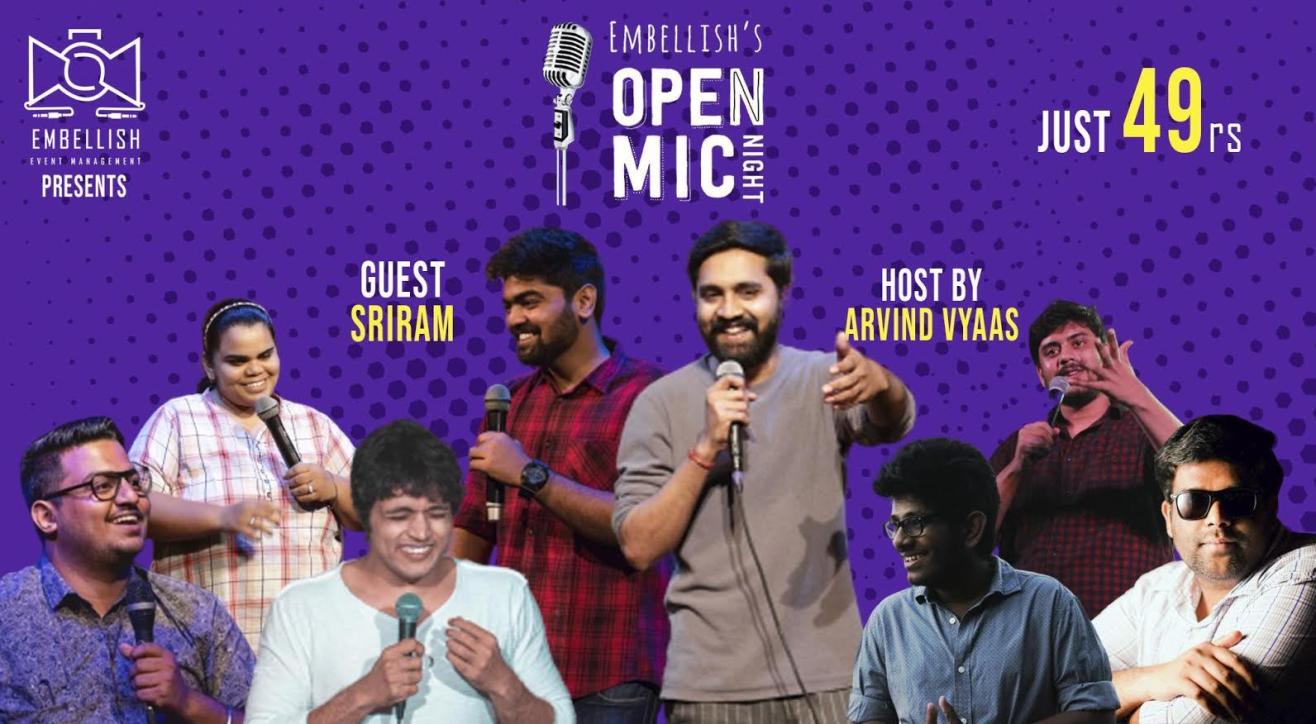 EMBELLISH
EVENT MANAGEMENT
PRESENTS
EMBELLISH'S
OPEN
MIC
NIGHT
JUST 49rs
GUEST
SRIRAM
HOST BY
ARVIND VYAAS